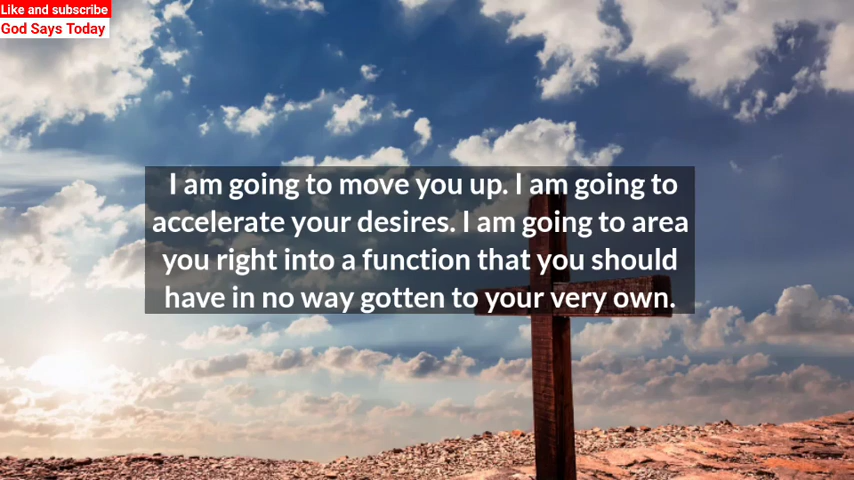 Like and subscribe
God Says Today
I am going to move you up. I am going to
accelerate your desires. I am going to area
you right into a function that you should
have in no way gotten to your very own.